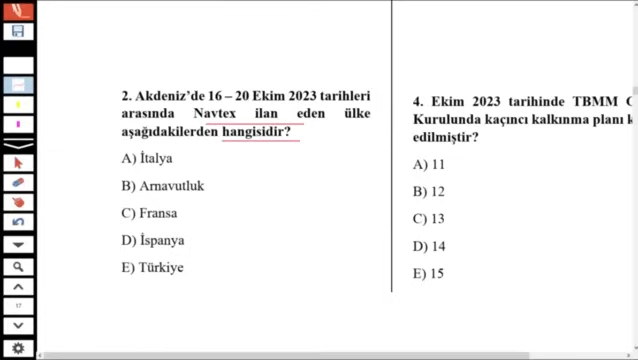 2. Akdeniz’de 16 – 20 Ekim 2023 tarihleri
arasında Navtex ilan eden ülke
aşağıdakilerden hangisidir?
A) İtalya
B) Arnavutluk
C) Fransa
D) İspanya
E) Türkiye
4. Ekim 2023 tarihinde TBMM G
Kurulunda kaçıncı kalkınma planı k
edilmiştir?
A) 11
B) 12
C) 13
D) 14
E) 15
17